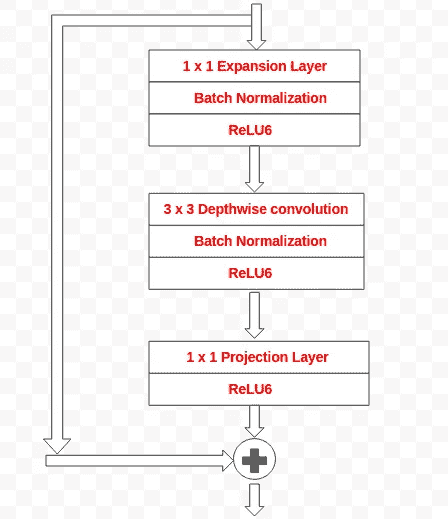 1 x 1 Expansion Layer
Batch Normalization
ReLU6
3 x 3 Depthwise convolution
Batch Normalization
ReLU6
1 x 1 Projection Layer
ReLU6